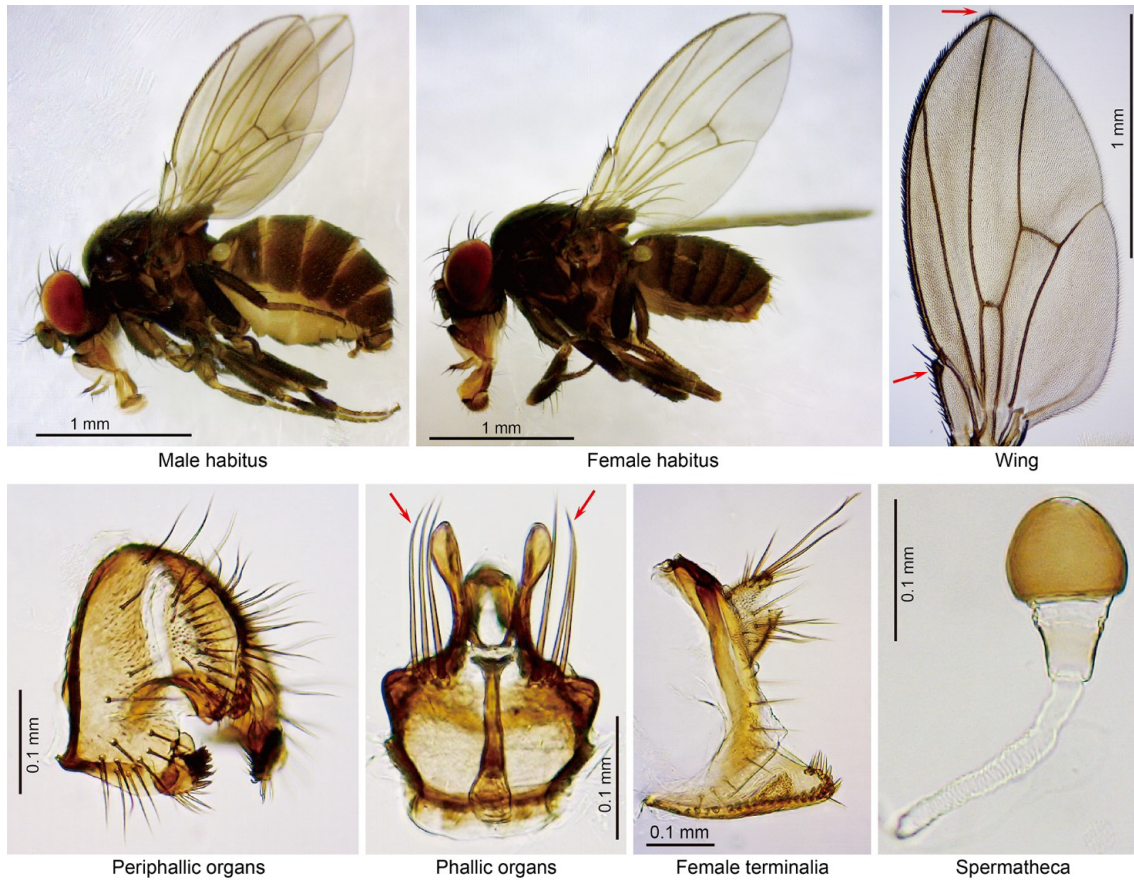 1 mm
1 mm
1 mm
Male habitus
Female habitus
Wing
0.1 mm
0.1 mm
0.1 mm
0.1 mm
Periphallic organs
Phallic organs
Female terminalia
Spermatheca